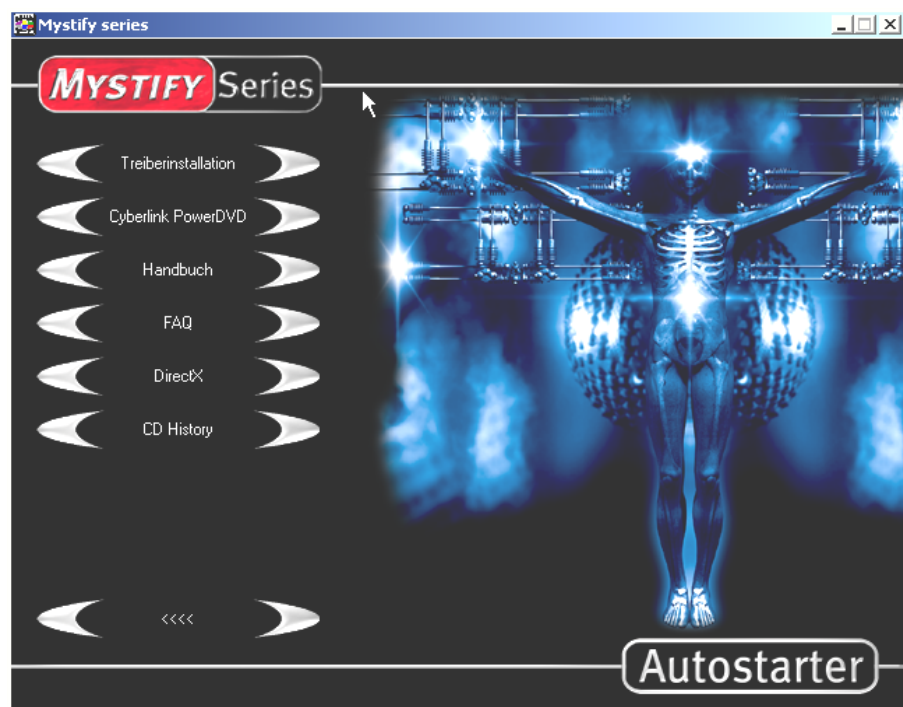 Mystify series
MYSTIFY Series
Treiberinstallation
Cyberlink PowerDVD
Handbuch
FAQ
DirectX
CD History
<<<<
Autostarter